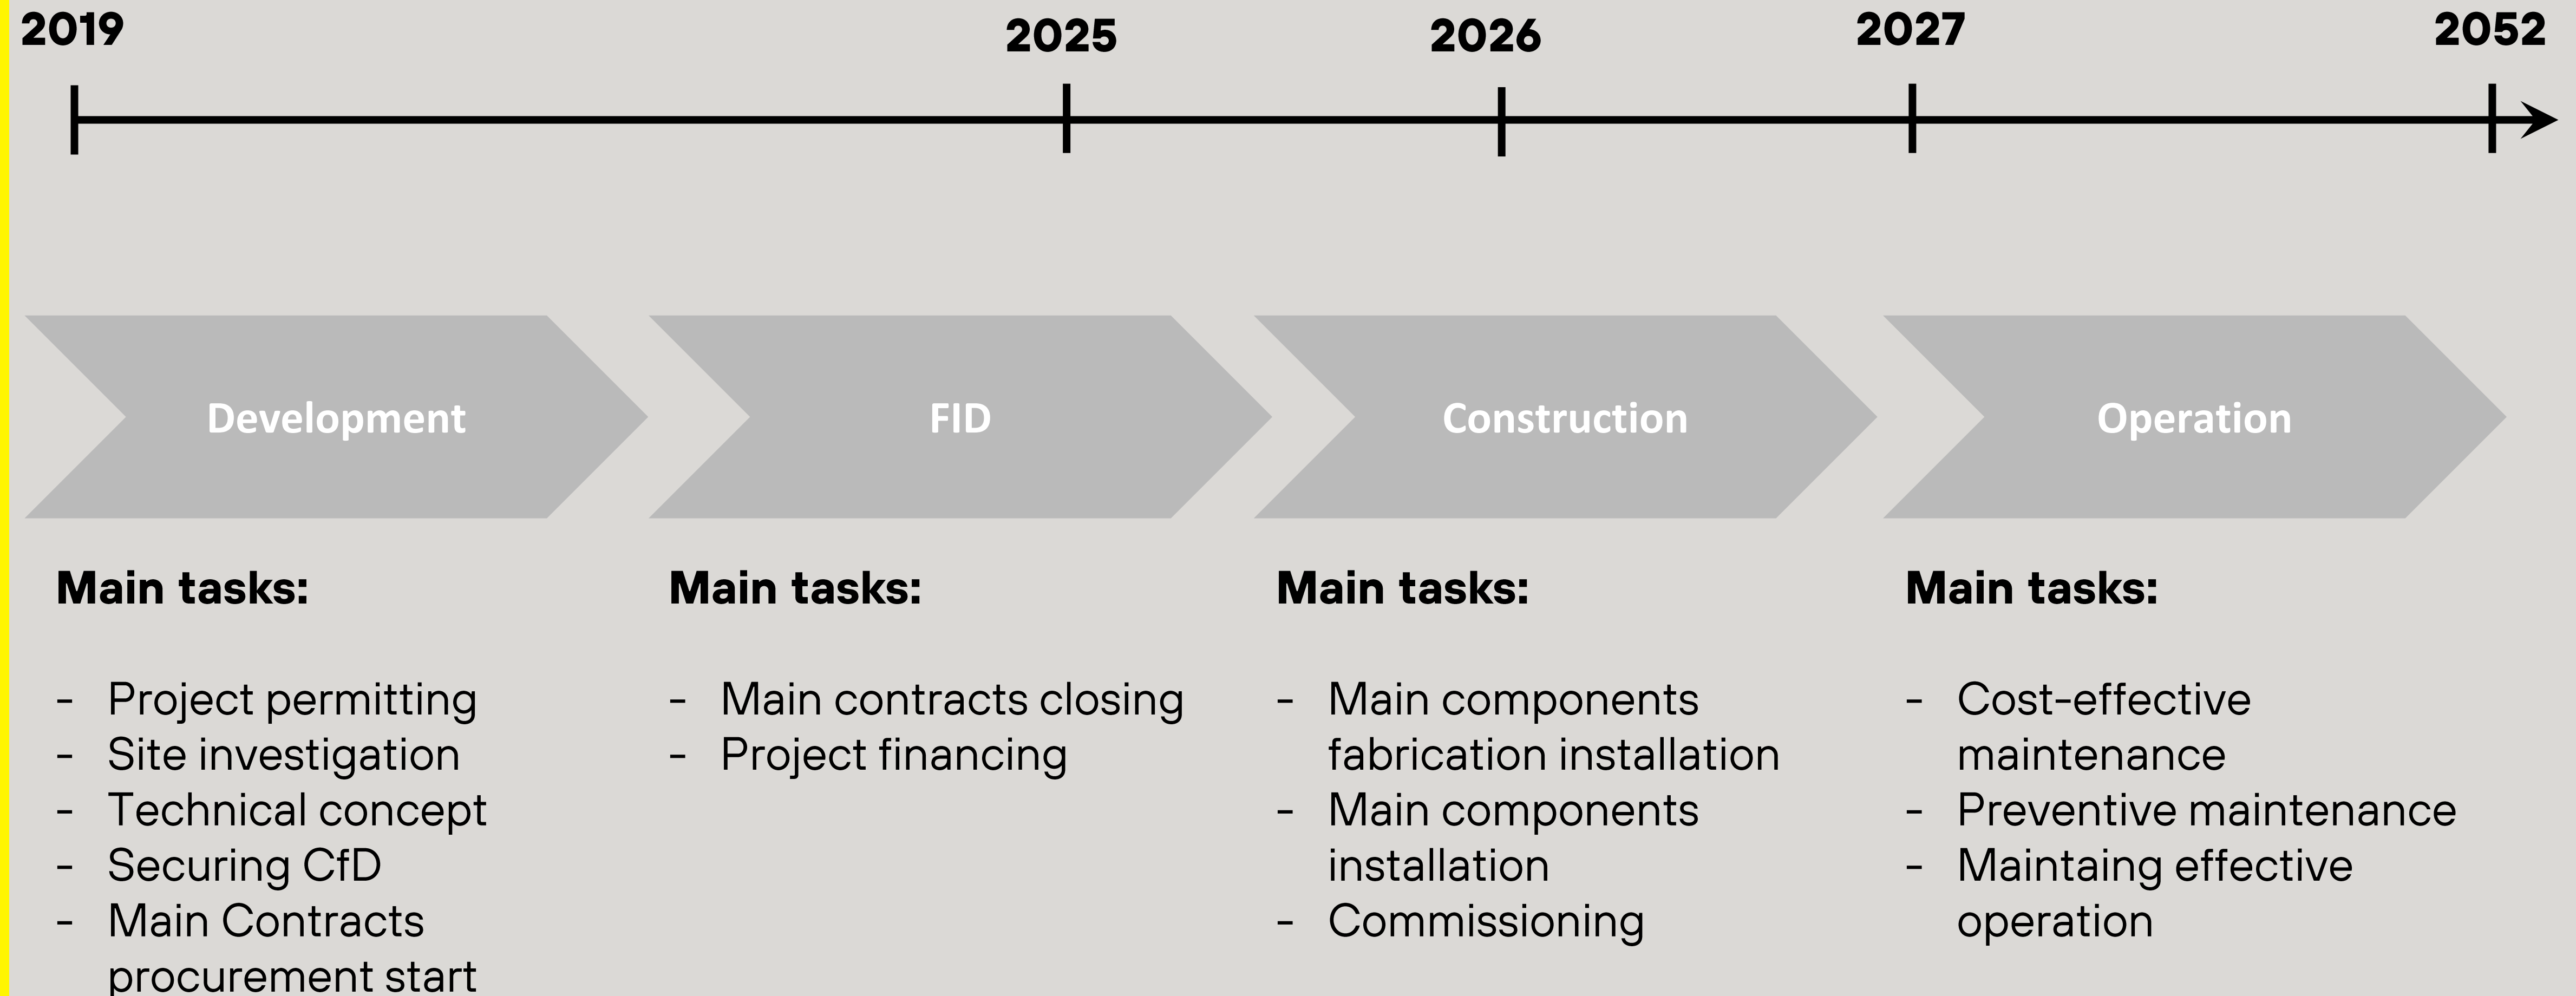 2019
2025
2026
2027
2052
Development
FID
Construction
Operation
Main tasks:
- Project permitting
- Site investigation
- Technical concept
- Securing CfD
- Main Contracts
procurement start
Main tasks:
- Main contracts closing
- Project financing
Main tasks:
- Main components
fabrication installation
- Main components
installation
- Commissioning
Main tasks:
- Cost-effective
maintenance
- Preventive maintenance
- Maintaing effective
operation